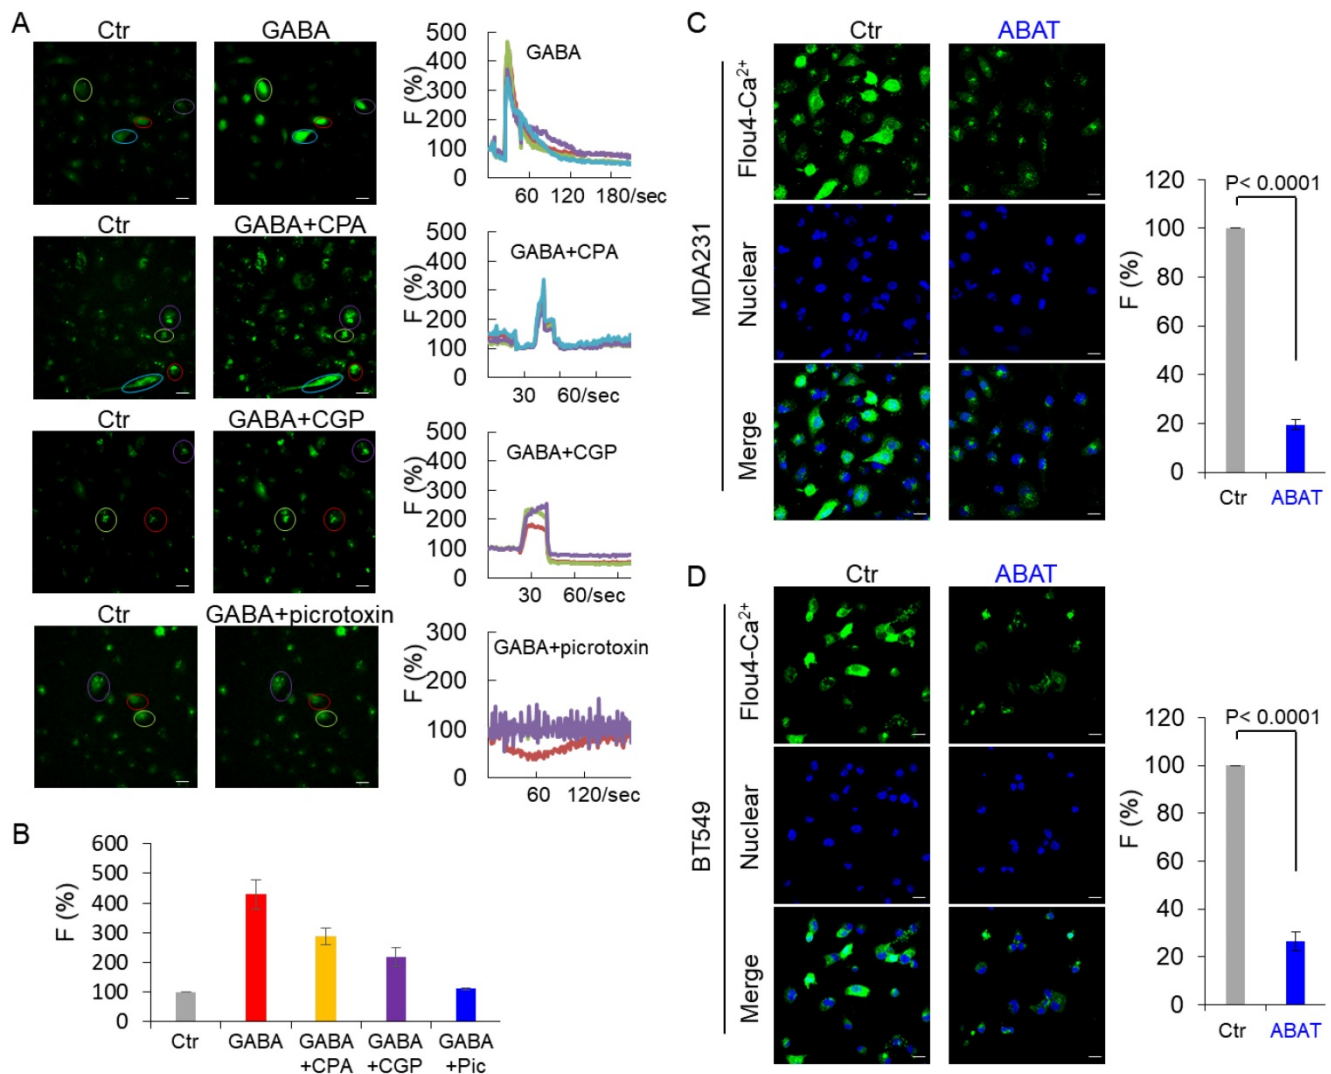 A
Ctr
GABA
500
400
300
200
100
0
F (%)
GABA
60
120
180/sec
Ctr
GABA+CPA
500
400
300
200
100
0
F (%)
GABA+CPA
30
60/sec
Ctr
GABA+CGP
500
400
300
200
100
0
F (%)
GABA+CGP
30
60/sec
Ctr
GABA+picrotoxin
300
200
100
0
F (%)
GABA+picrotoxin
60
120/sec
B
600
500
400
300
200
100
0
F (%)
Ctr
GABA
GABA
+CPA
GABA
+CGP
GABA
+Pic
C
Ctr
ABAT
MDA231
Flou4-Ca²⁺
Nuclear
Merge
120
100
80
60
40
20
0
F (%)
P< 0.0001
Ctr
ABAT
D
Ctr
ABAT
BT549
Flou4-Ca²⁺
Nuclear
Merge
120
100
80
60
40
20
0
F (%)
P< 0.0001
Ctr
ABAT